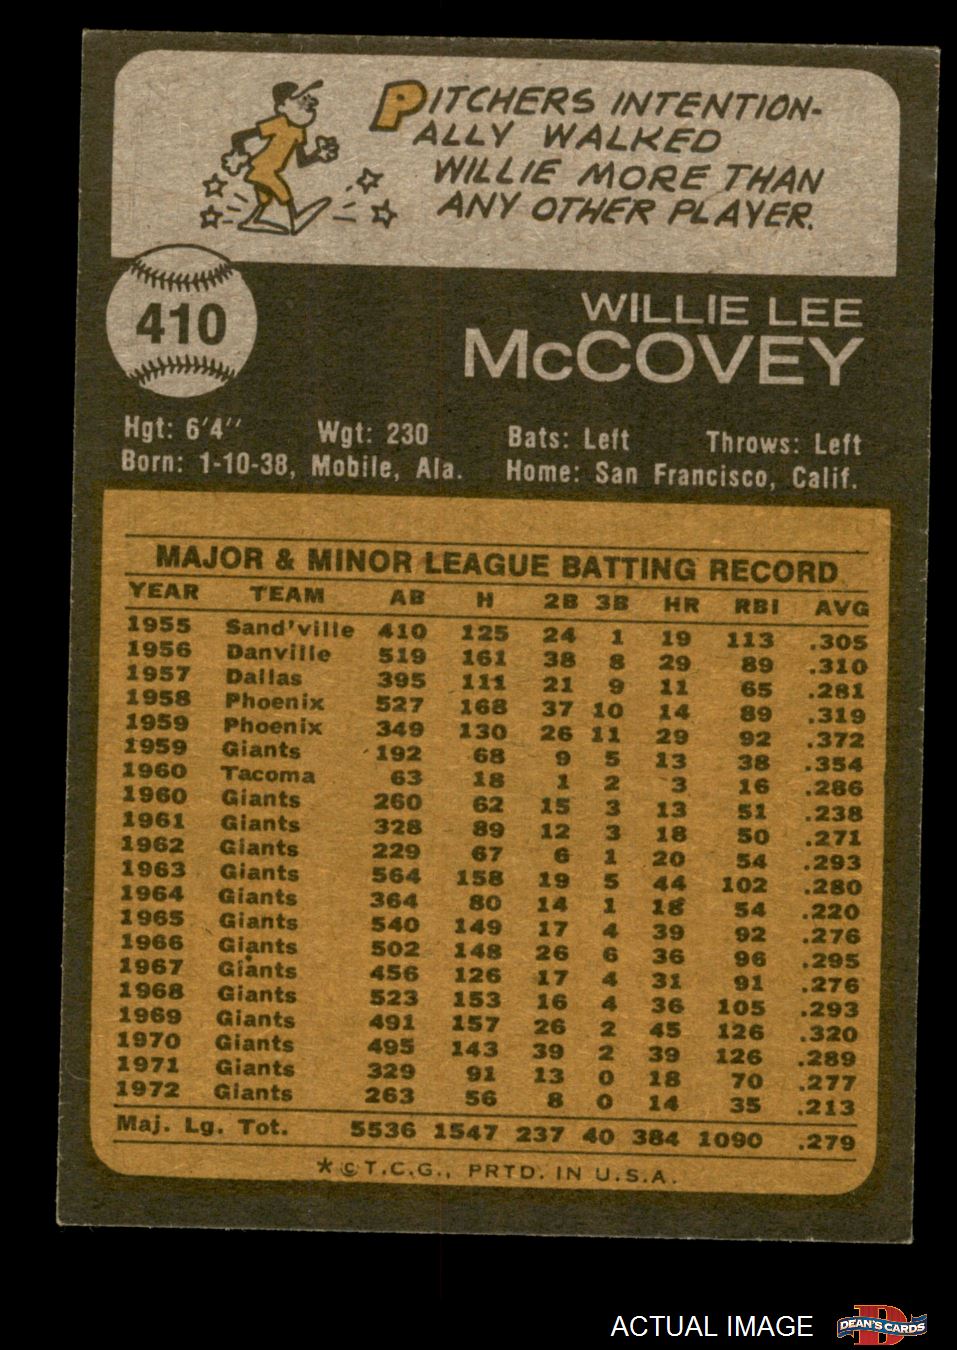 PITCHERS INTENTION-
ALLY WALKED
WILLIE MORE THAN
ANY OTHER PLAYER.
410
WILLIE LEE
McCOVEY
Hgt: 6'4" Wgt: 230 Bats: Left Throws: Left
Born: 1-10-38, Mobile, Ala. Home: San Francisco, Calif.
MAJOR & MINOR LEAGUE BATTING RECORD
YEAR TEAM AB H 2B 3B HR RBI AVG
1955 Sand'ville 410 125 24 1 19 113 .305
1956 Danville 519 161 38 8 29 89 .310
1957 Dallas 395 111 21 9 11 65 .281
1958 Phoenix 527 168 37 10 14 89 .319
1959 Phoenix 349 130 26 11 29 92 .372
1959 Giants 192 68 9 5 13 38 .354
1960 Tacoma 63 18 1 2 3 16 .286
1960 Giants 260 62 15 3 13 51 .238
1961 Giants 328 89 12 3 18 50 .271
1962 Giants 229 67 6 1 20 54 .293
1963 Giants 564 158 19 5 44 102 .280
1964 Giants 364 80 14 1 18 54 .220
1965 Giants 540 149 17 4 39 92 .276
1966 Giants 502 148 26 6 36 96 .295
1967 Giants 456 126 17 4 31 91 .276
1968 Giants 523 153 16 4 36 105 .293
1969 Giants 491 157 26 2 45 126 .320
1970 Giants 495 143 39 2 39 126 .289
1971 Giants 329 91 13 0 18 70 .277
1972 Giants 263 56 8 0 14 35 .213
Maj. Lg. Tot. 5536 1547 237 40 384 1090 .279
*©T.C.G., PRTD. IN U.S.A.
ACTUAL IMAGE DEAN'S CARDS